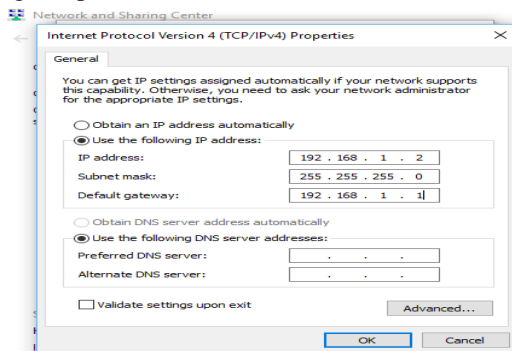 Network and Sharing Center
Internet Protocol Version 4 (TCP/IPv4) Properties
General
You can get IP settings assigned automatically if your network supports
this capability. Otherwise, you need to ask your network administrator
for the appropriate IP settings.
Obtain an IP address automatically
Use the following IP address:
IP address: 192 . 168 . 1 . 2
Subnet mask: 255 . 255 . 255 . 0
Default gateway: 192 . 168 . 1 . 1
Obtain DNS server address automatically
Use the following DNS server addresses:
Preferred DNS server: . . .
Alternate DNS server: . . .
Validate settings upon exit
Advanced...
OK Cancel